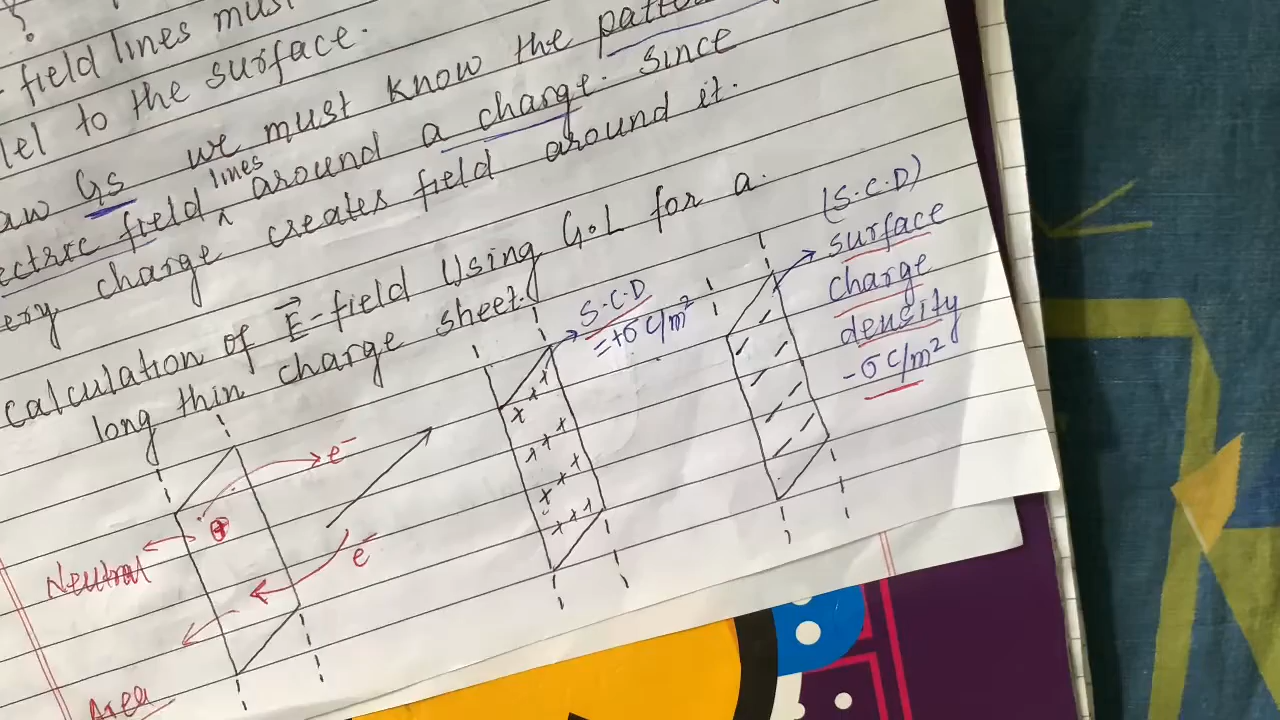 field lines must
lel to the surface.
aw GS we must know the
ectric field lines around a charge. Since
ery charge creates field around it.
calculation of E-field Using G.L for a
long thin charge sheet.
S.C.D
=+σ C/m²
(S.C.D)
surface
charge
density
-σ C/m²
e⁻
Neutral
e⁻
Area